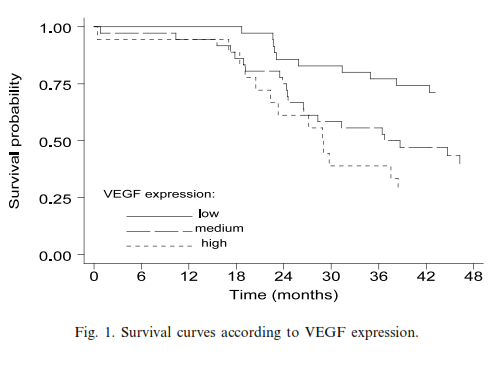 1.00
0.75
0.50
0.25
0.00
Survival probability
VEGF expression:
low
medium
high
0 6 12 18 24 30 36 42 48
Time (months)
Fig. 1. Survival curves according to VEGF expression.